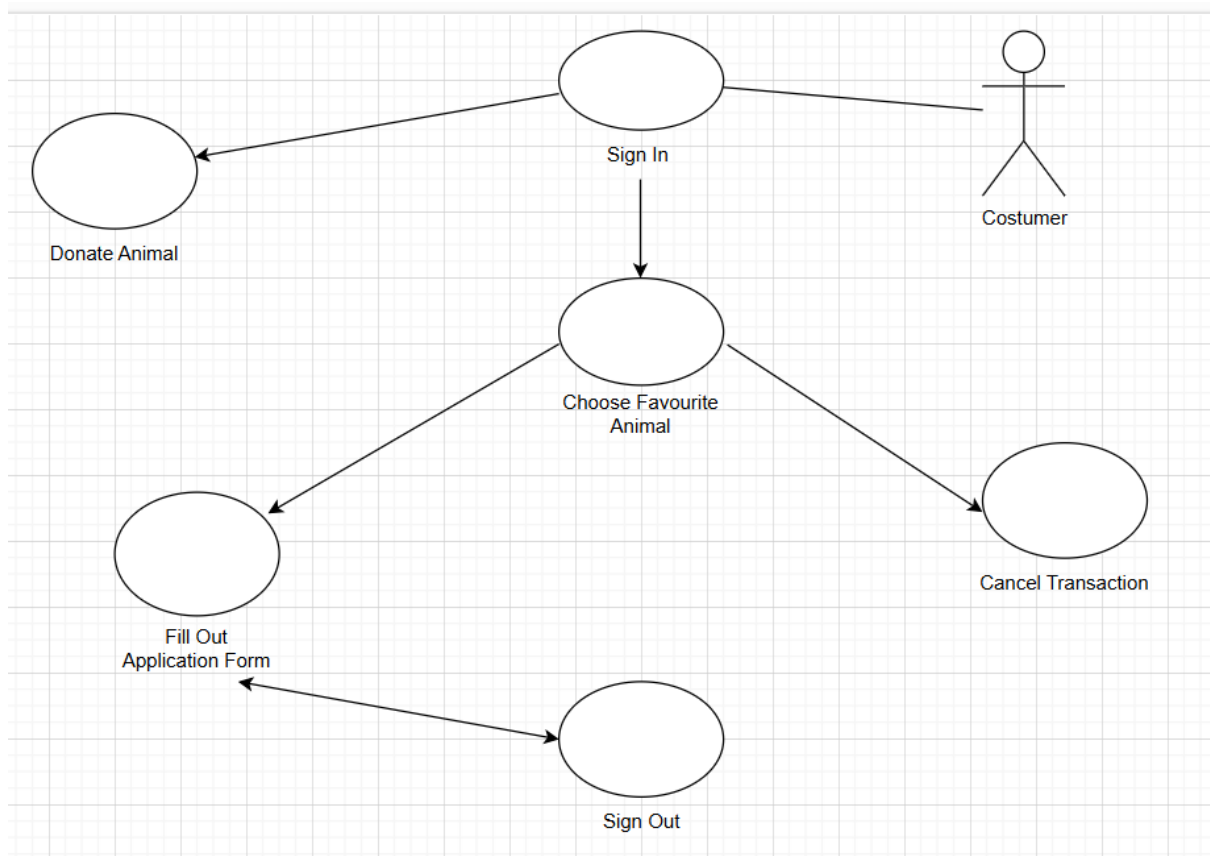 Sign In
Costumer
Donate Animal
Choose Favourite
Animal
Cancel Transaction
Fill Out
Application Form
Sign Out